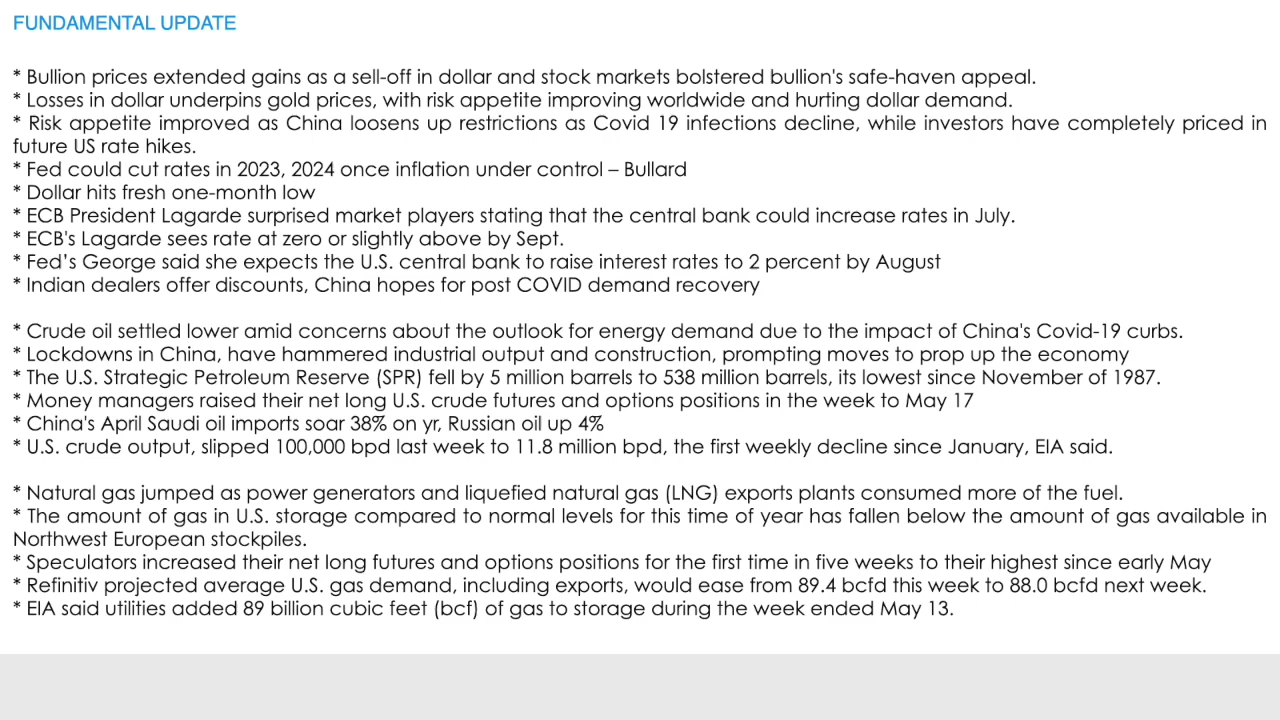 FUNDAMENTAL UPDATE
* Bullion prices extended gains as a sell-off in dollar and stock markets bolstered bullion's safe-haven appeal.
* Losses in dollar underpins gold prices, with risk appetite improving worldwide and hurting dollar demand.
* Risk appetite improved as China loosens up restrictions as Covid 19 infections decline, while investors have completely priced in
future US rate hikes.
* Fed could cut rates in 2023, 2024 once inflation under control – Bullard
* Dollar hits fresh one-month low
* ECB President Lagarde surprised market players stating that the central bank could increase rates in July.
* ECB's Lagarde sees rate at zero or slightly above by Sept.
* Fed’s George said she expects the U.S. central bank to raise interest rates to 2 percent by August
* Indian dealers offer discounts, China hopes for post COVID demand recovery
* Crude oil settled lower amid concerns about the outlook for energy demand due to the impact of China's Covid-19 curbs.
* Lockdowns in China, have hammered industrial output and construction, prompting moves to prop up the economy
* The U.S. Strategic Petroleum Reserve (SPR) fell by 5 million barrels to 538 million barrels, its lowest since November of 1987.
* Money managers raised their net long U.S. crude futures and options positions in the week to May 17
* China's April Saudi oil imports soar 38% on yr, Russian oil up 4%
* U.S. crude output, slipped 100,000 bpd last week to 11.8 million bpd, the first weekly decline since January, EIA said.
* Natural gas jumped as power generators and liquefied natural gas (LNG) exports plants consumed more of the fuel.
* The amount of gas in U.S. storage compared to normal levels for this time of year has fallen below the amount of gas available in
Northwest European stockpiles.
* Speculators increased their net long futures and options positions for the first time in five weeks to their highest since early May
* Refinitiv projected average U.S. gas demand, including exports, would ease from 89.4 bcfd this week to 88.0 bcfd next week.
* EIA said utilities added 89 billion cubic feet (bcf) of gas to storage during the week ended May 13.